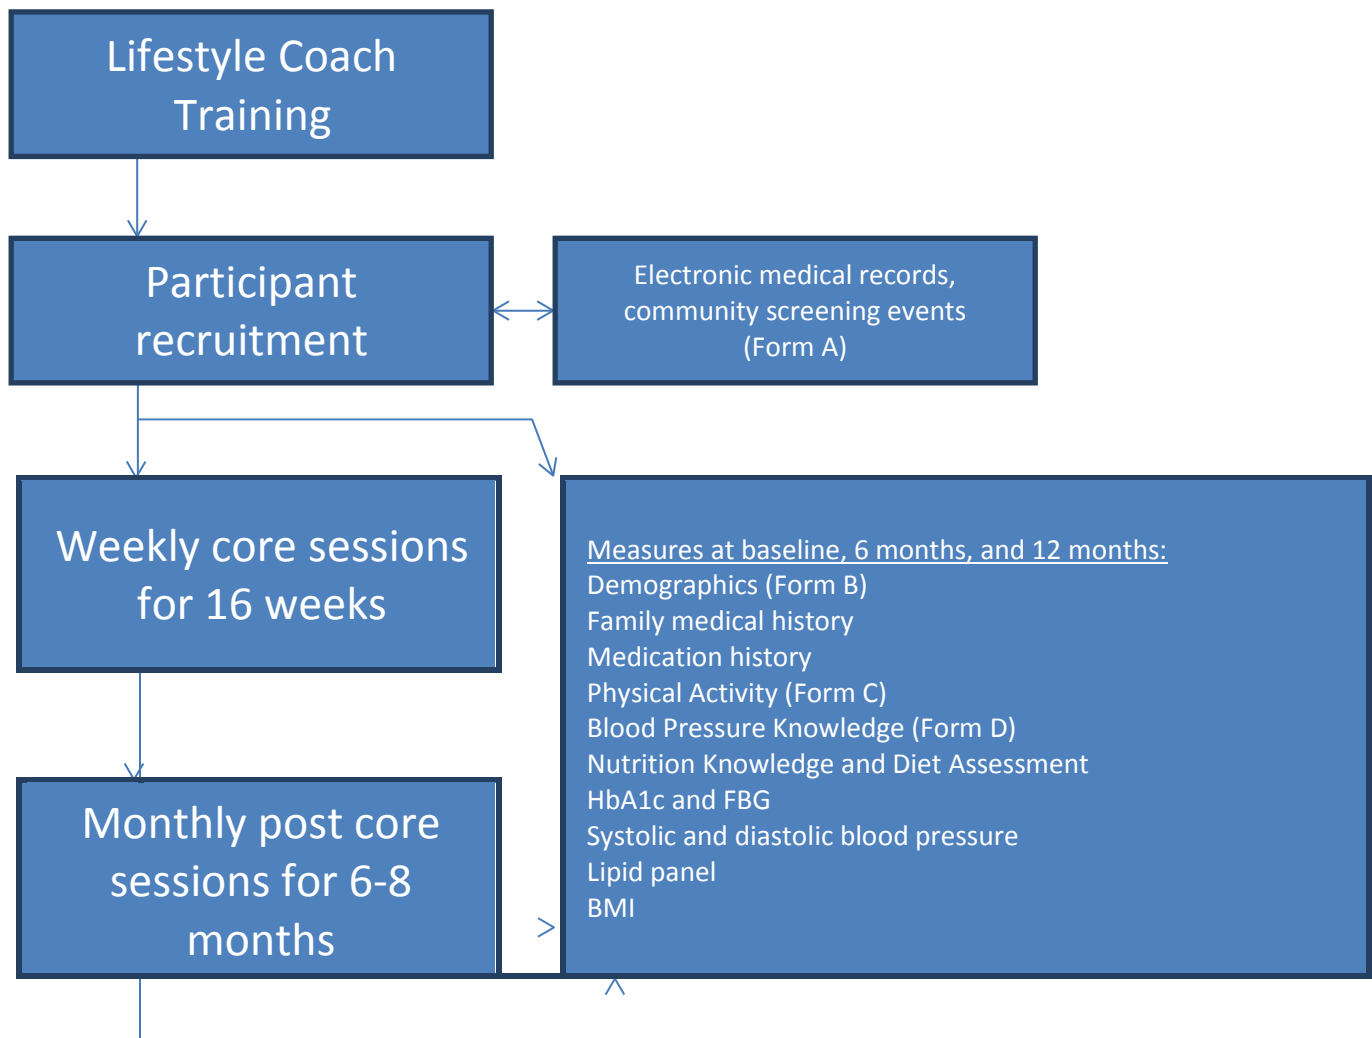 Lifestyle Coach
Training
Participant
recruitment
Electronic medical records,
community screening events
(Form A)
Weekly core sessions
for 16 weeks
Measures at baseline, 6 months, and 12 months:
Demographics (Form B)
Family medical history
Medication history
Physical Activity (Form C)
Blood Pressure Knowledge (Form D)
Nutrition Knowledge and Diet Assessment
HbA1c and FBG
Systolic and diastolic blood pressure
Lipid panel
BMI
Monthly post core
sessions for 6-8
months